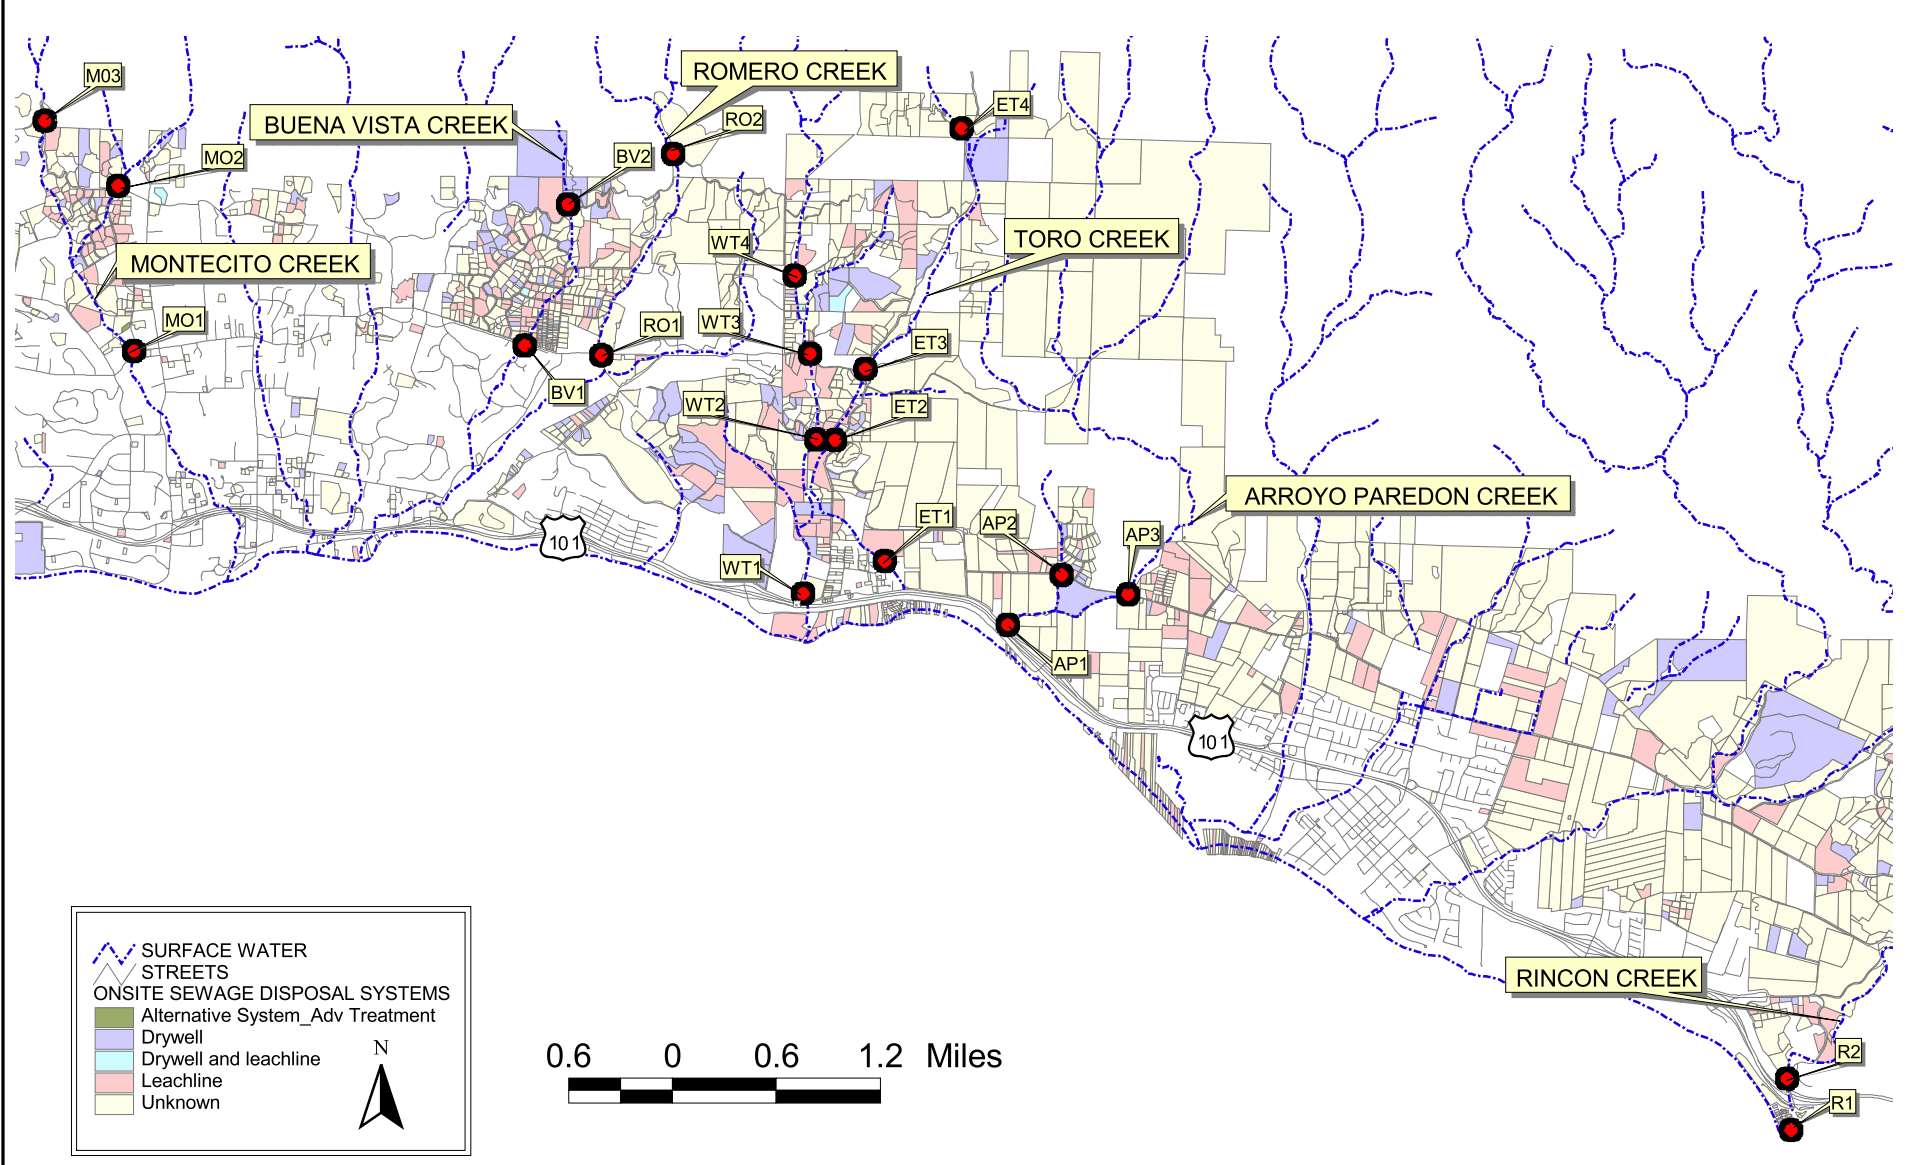 M03
ROMERO CREEK
ET4
BUENA VISTA CREEK
RO2
MO2
BV2
WT4
TORO CREEK
MONTECITO CREEK
MO1
RO1
WT3
ET3
BV1
WT2
ET2
ARROYO PAREDON CREEK
ET1
AP2
AP3
101
WT1
AP1
101
RINCON CREEK
R2
R1
SURFACE WATER
STREETS
ONSITE SEWAGE DISPOSAL SYSTEMS
Alternative System_Adv Treatment
Drywell
Drywell and leachline
Leachline
Unknown
N
0.6 0 0.6 1.2 Miles